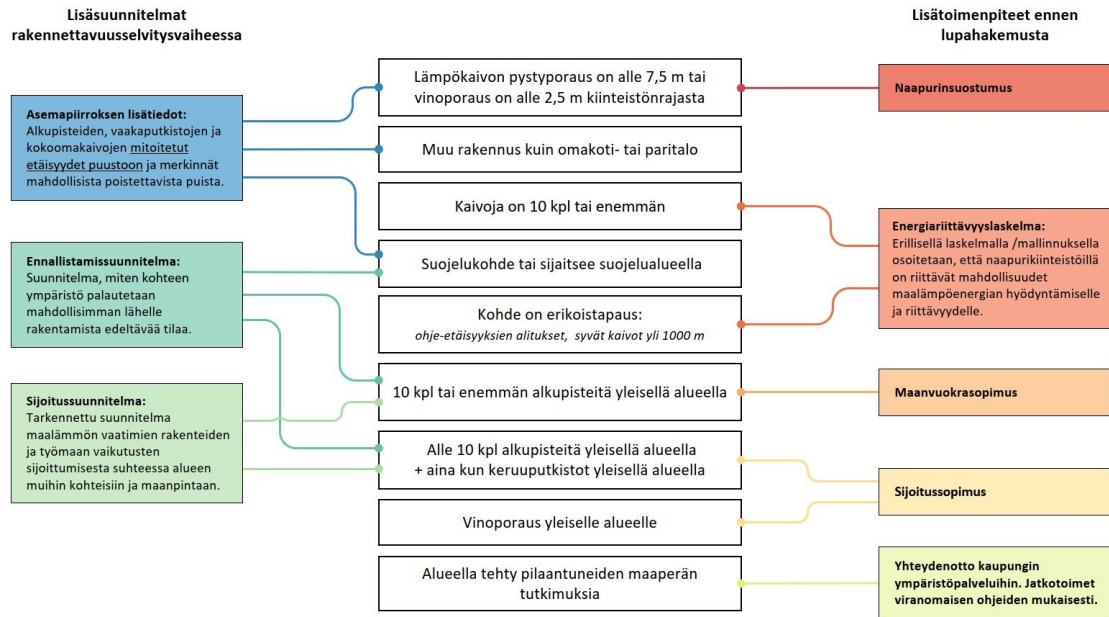 Lisäsuunnitelmat
rakennettavuusselvitysvaiheessa
Asemapiirroksen lisätiedot:
Alkupisteiden, vaakaputkistojen ja
kokoomakaivojen mitoitetut
etäisyydet puustoon ja merkinnät
mahdollisista poistettavista puista.
Ennallistamissuunnitelma:
Suunnitelma, miten kohteen
ympäristö palautetaan
mahdollisimman lähelle
rakentamista edeltävää tilaa.
Sijoitussuunnitelma:
Tarkennettu suunnitelma
maalämmön vaatimien rakenteiden
ja työmaan vaikutusten
sijoittumisesta suhteessa alueen
muihin kohteisiin ja maanpintaan.
Lämpökaivon pystyporaus on alle 7,5 m tai
vinoporaus on alle 2,5 m kiinteistönrajasta
Muu rakennus kuin omakoti- tai paritalo
Kaivoja on 10 kpl tai enemmän
Suojelukohde tai sijaitsee suojelualueella
Kohde on erikoistapaus:
ohje-etäisyyksien alitukset, syvät kaivot yli 1000 m
10 kpl tai enemmän alkupisteitä yleisellä alueella
Alle 10 kpl alkupisteitä yleisellä alueella
+ aina kun keruuputkistot yleisellä alueella
Vinoporaus yleiselle alueelle
Alueella tehty pilaantuneiden maaperän
tutkimuksia
Lisätoimenpiteet ennen
lupahakemusta
Naapurinsuostumus
Energiariittävyyslaskelma:
Erillisellä laskelmalla /mallinnuksella
osoitetaan, että naapurikiinteistöillä
on riittävät mahdollisuudet
maalämpöenergian hyödyntämiselle
ja riittävyydelle.
Maanvuokrasopimus
Sijoitussopimus
Yhteydenotto kaupungin
ympäristöpalveluihin. Jatkotoimet
viranomaisen ohjeiden mukaisesti.